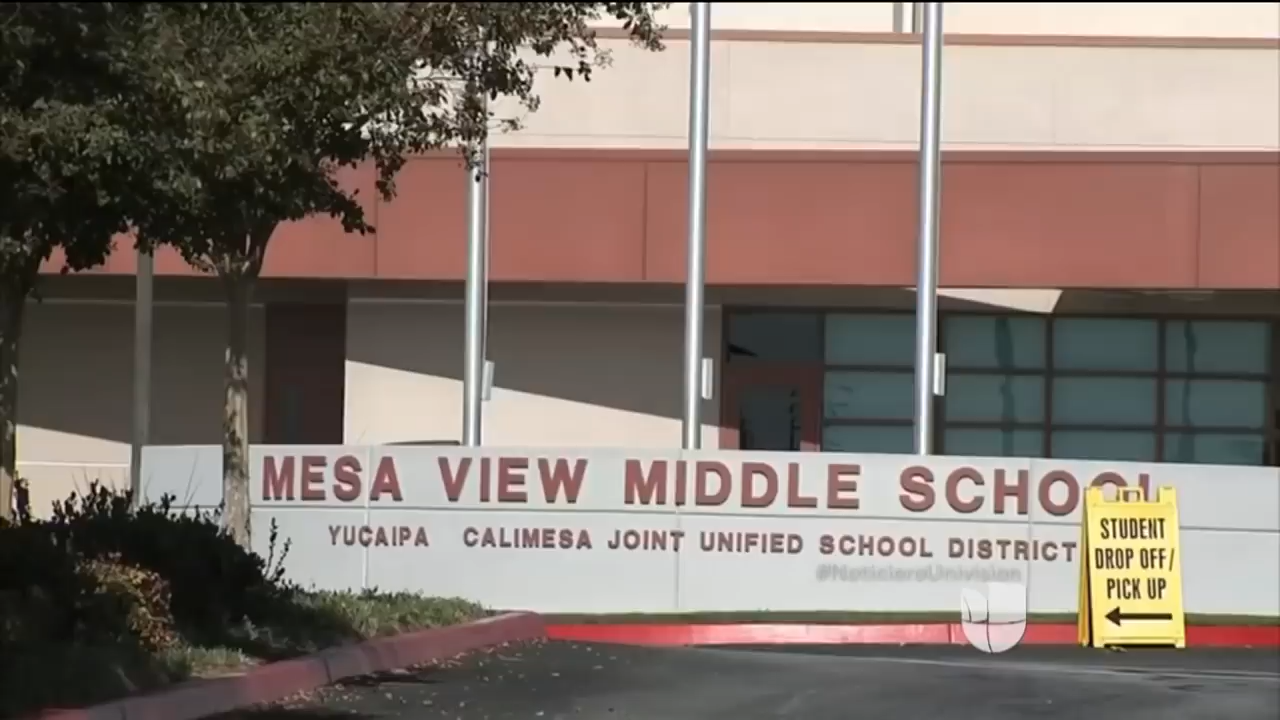 MESA VIEW MIDDLE SCHOOL
YUCAIPA CALIMESA JOINT UNIFIED SCHOOL DISTRICT
#NoticieroUnivision
STUDENT
DROP OFF/
PICK UP